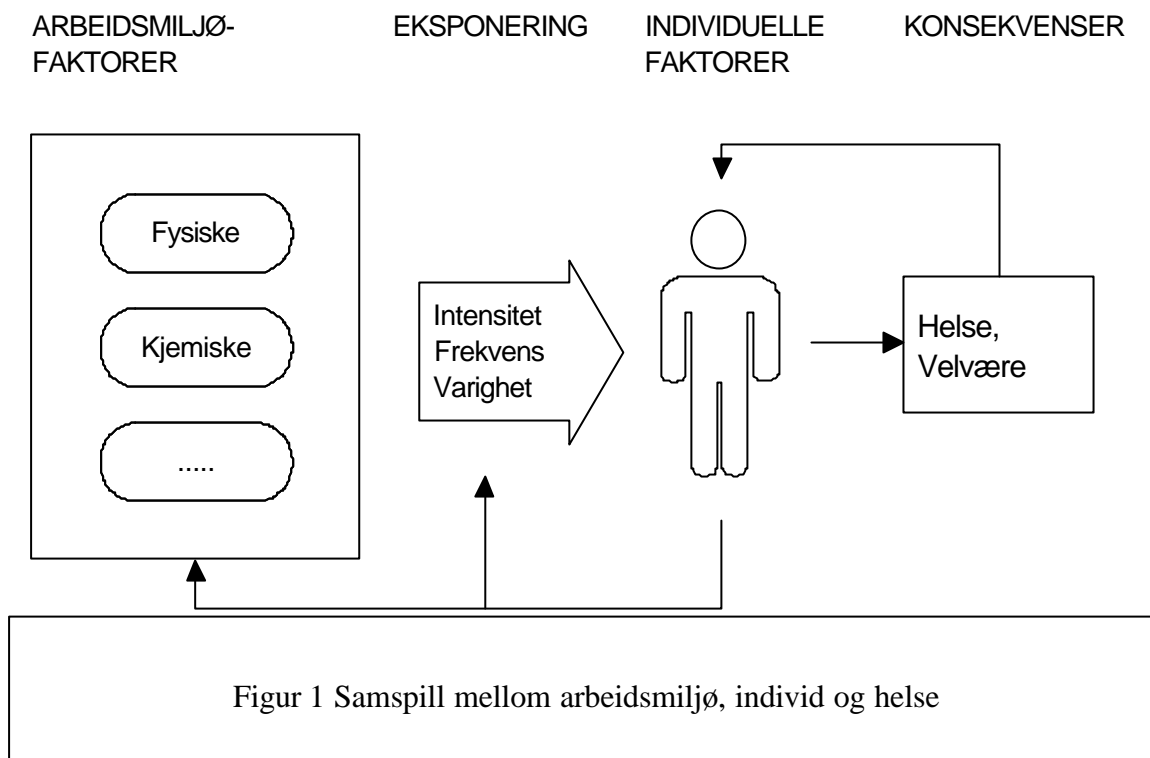 ARBEIDSMILJØ-
FAKTORER
EKSPONERING
INDIVIDUELLE
FAKTORER
KONSEKVENSER
Fysiske
Kjemiske
.....
Intensitet
Frekvens
Varighet
Helse,
Velvære
Figur 1 Samspill mellom arbeidsmiljø, individ og helse